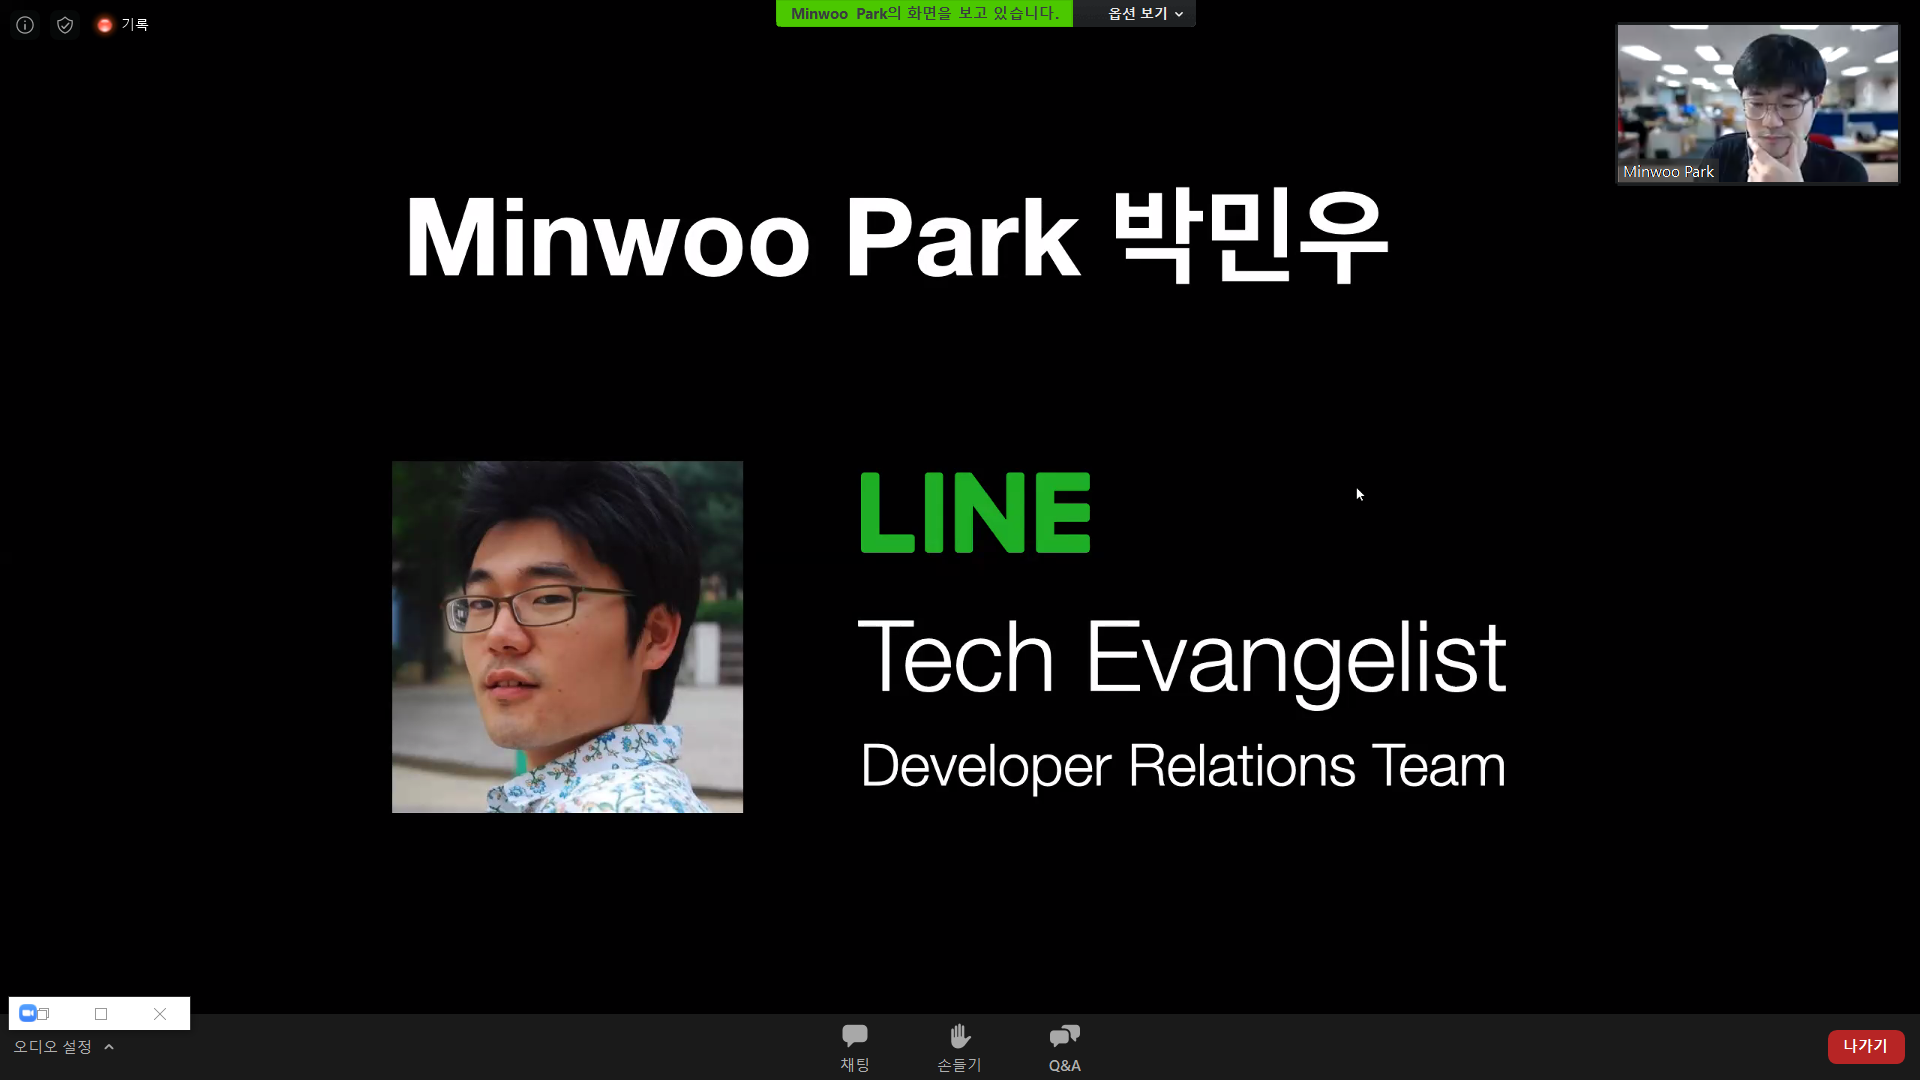 기록
Minwoo Park의 화면을 보고 있습니다.
옵션 보기
Minwoo Park
Minwoo Park 박민우
LINE
Tech Evangelist
Developer Relations Team
오디오 설정
채팅
손들기
Q&A
나가기